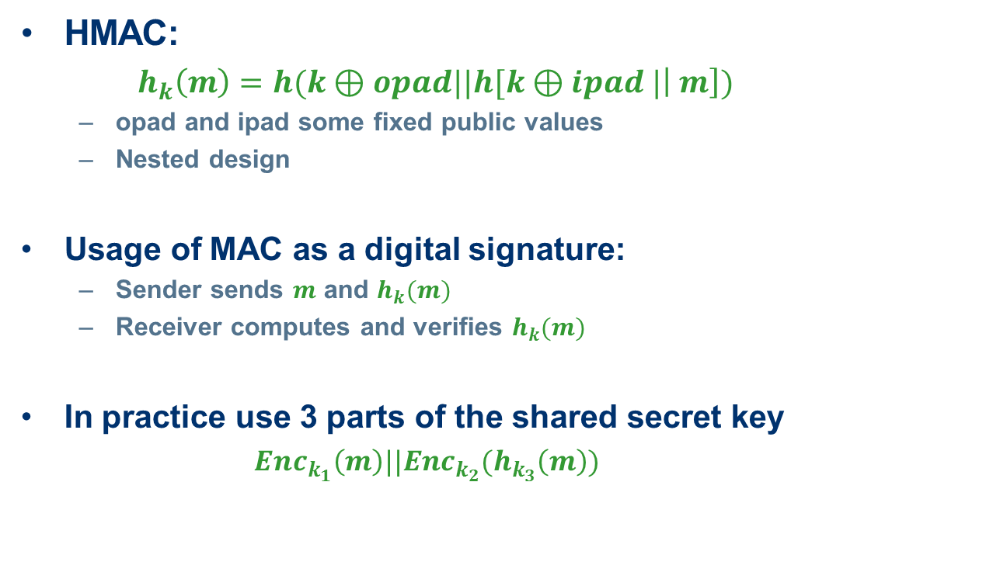 • HMAC:
h_k(m) = h(k ⊕ opad||h[k ⊕ ipad || m])
– opad and ipad some fixed public values
– Nested design
• Usage of MAC as a digital signature:
– Sender sends m and h_k(m)
– Receiver computes and verifies h_k(m)
• In practice use 3 parts of the shared secret key
Enc_{k_1}(m)||Enc_{k_2}(h_{k_3}(m))